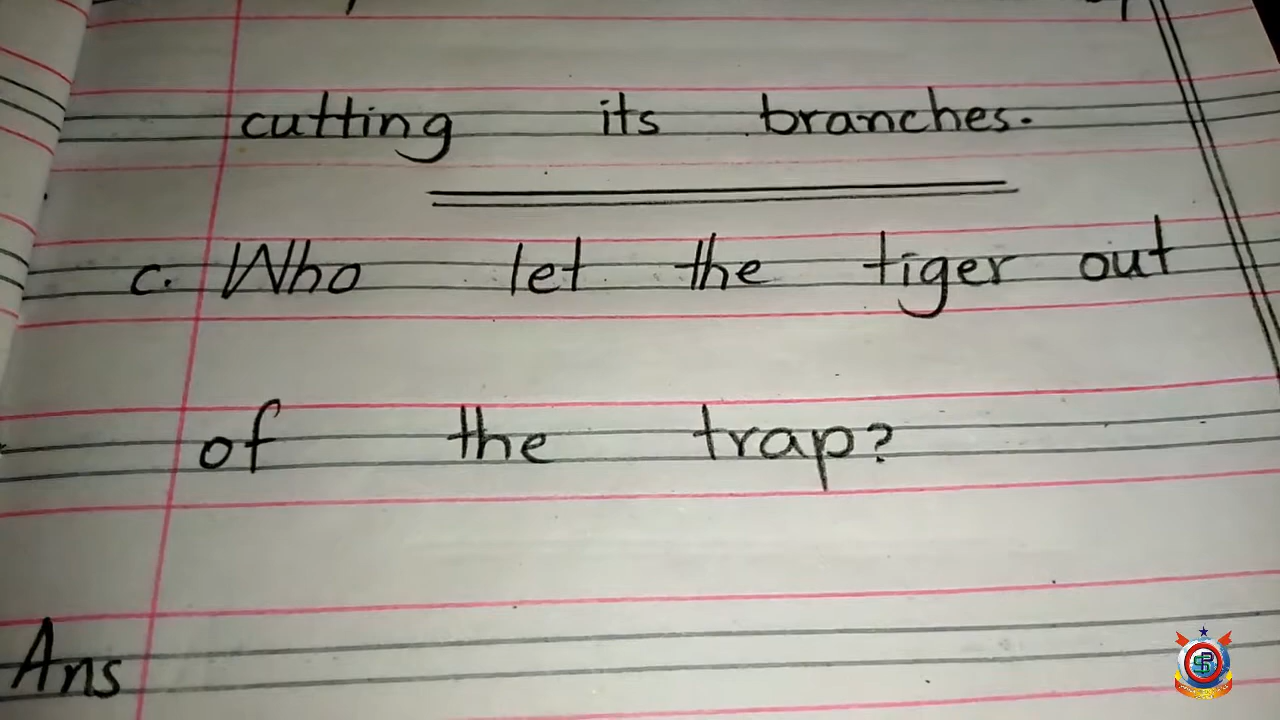 cutting its branches.
c. Who let the tiger out
of the trap?
Ans